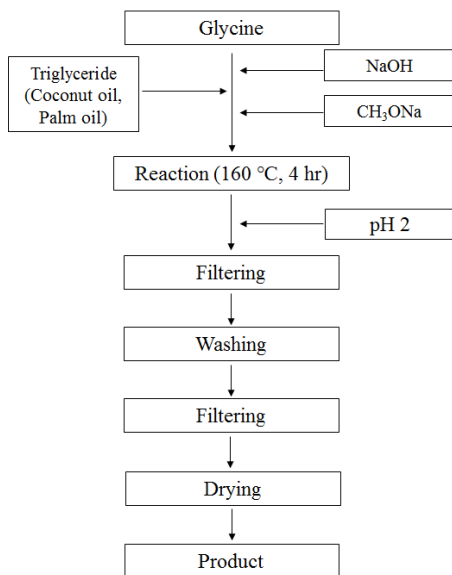 Glycine
Triglyceride
(Coconut oil,
Palm oil)
NaOH
CH₃ONa
Reaction (160 ℃, 4 hr)
pH 2
Filtering
Washing
Filtering
Drying
Product